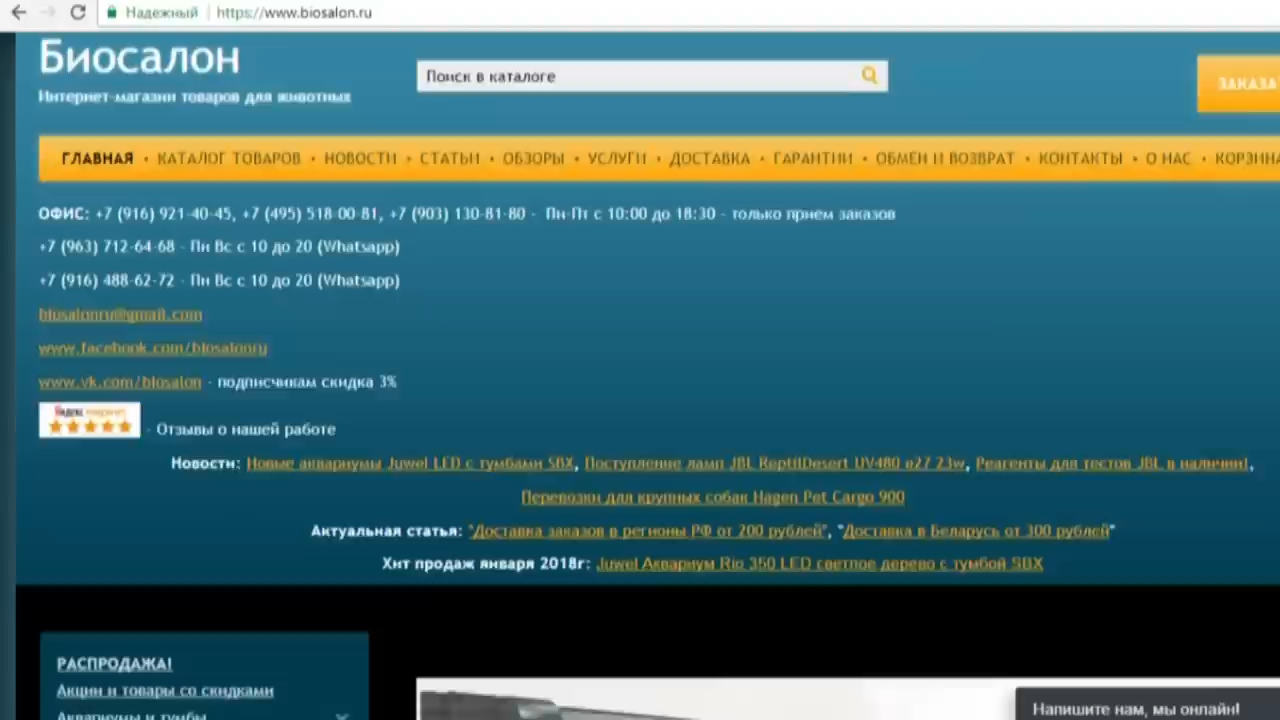 Надежный https://www.biosalon.ru
Биосалон
Интернет-магазин товаров для животных
Поиск в каталоге
ЗАКАЗА
ГЛАВНАЯ • КАТАЛОГ ТОВАРОВ • НОВОСТИ • СТАТЬИ • ОБЗОРЫ • УСЛУГИ • ДОСТАВКА • ГАРАНТИИ • ОБМЕН И ВОЗВРАТ • КОНТАКТЫ • О НАС • КОРЗИНА
ОФИС: +7 (916) 921-40-45, +7 (495) 518-00-81, +7 (903) 130-81-80 - Пн-Пт с 10:00 до 18:30 - только прием заказов
+7 (963) 712-64-68 - Пн-Вс с 10 до 20 (Whatsapp)
+7 (916) 488-62-72 - Пн-Вс с 10 до 20 (Whatsapp)
biosalonru@gmail.com
www.facebook.com/biosalonru
www.vk.com/biosalon - подписчикам скидка 3%
Яндекс маркет
- Отзывы о нашей работе
Новости: Новые аквариумы Juwel LED с тумбами SBX, Поступление ламп JBL ReptilDesert UV480 e27 23w, Реагенты для тестов JBL в наличии!,
Перевозки для крупных собак Hagen Pet Cargo 900
Актуальная статья: "Доставка заказов в регионы РФ от 200 рублей", "Доставка в Беларусь от 300 рублей"
Хит продаж января 2018г: Juwel Аквариум Rio 350 LED светлое дерево с тумбой SBX
РАСПРОДАЖА!
Акции и товары со скидками
Аквариумы и тумбы
Напишите нам, мы онлайн!